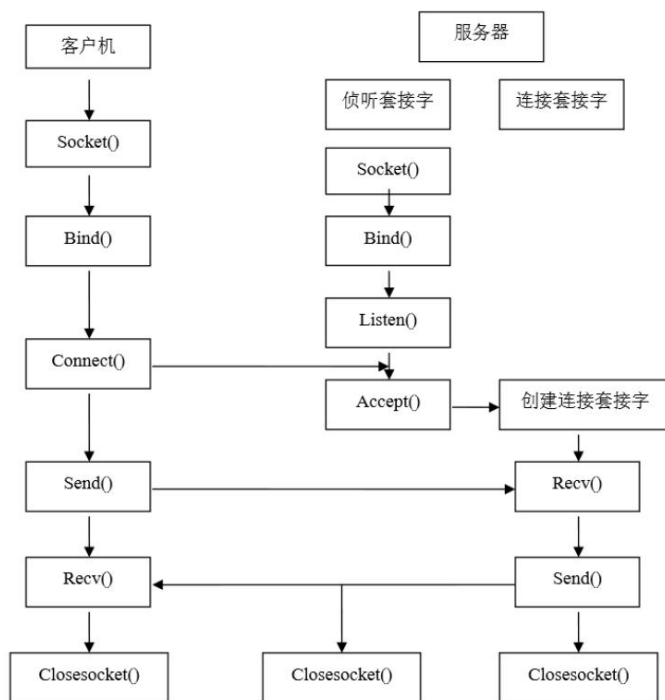 客户机
服务器
侦听套接字
连接套接字
Socket()
Socket()
Bind()
Bind()
Listen()
Connect()
Accept()
创建连接套接字
Send()
Recv()
Recv()
Send()
Closesocket()
Closesocket()
Closesocket()